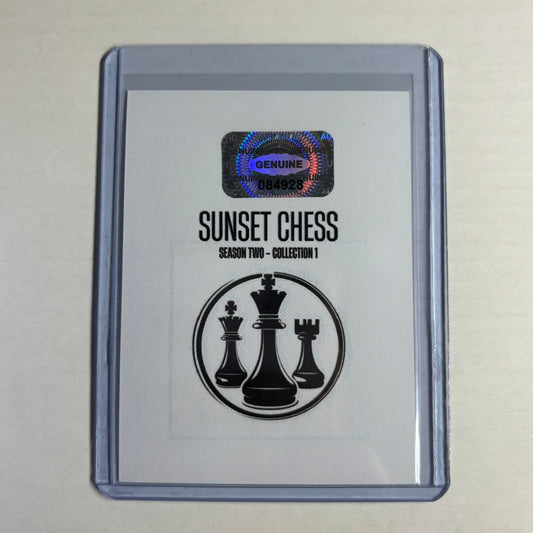 GENUINE
084928
SUNSET CHESS
SEASON TWO - COLLECTION 1